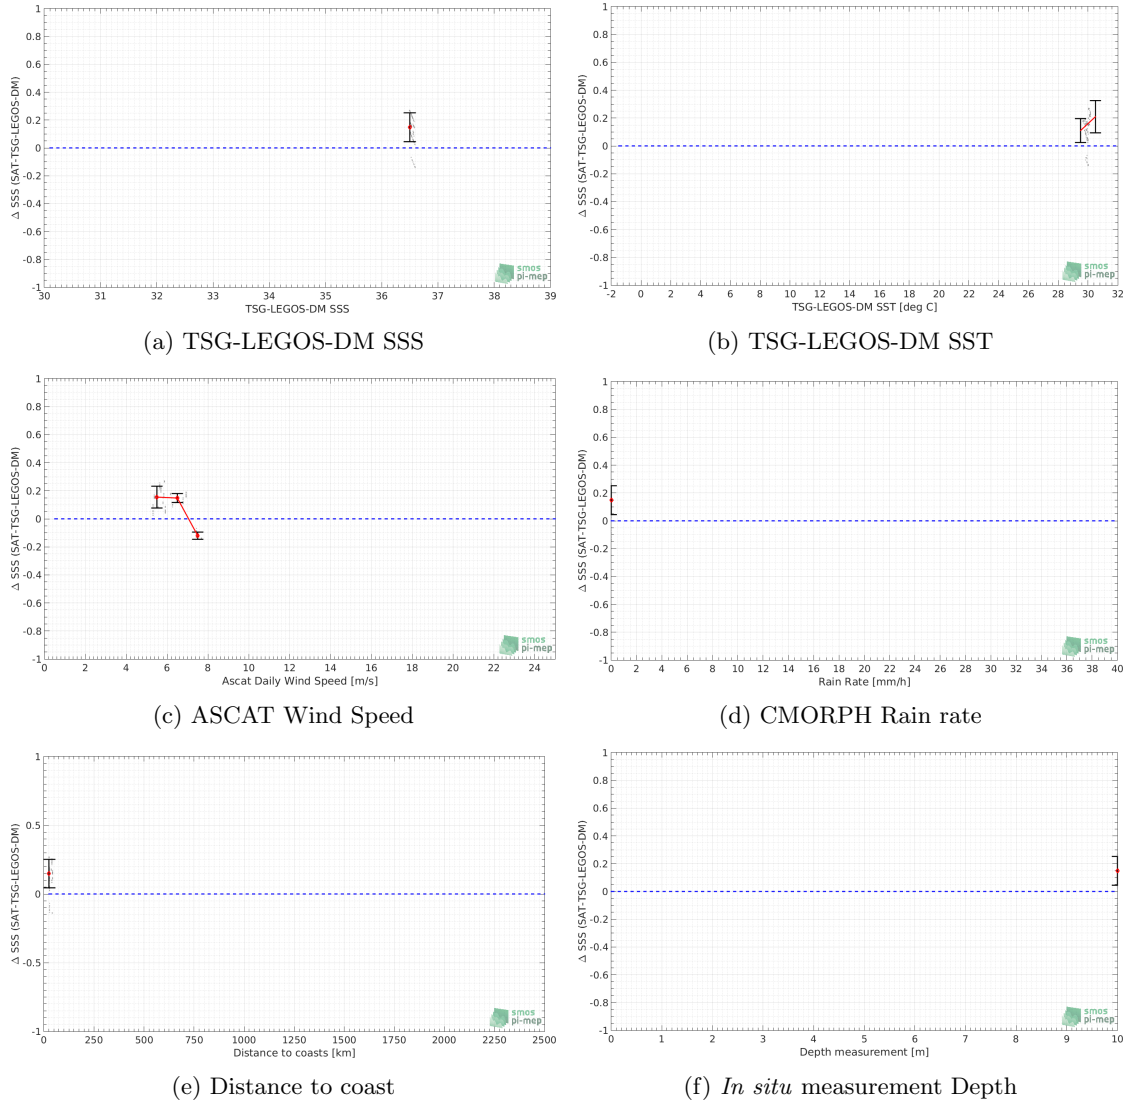 1
0.8
0.6
0.4
0.2
0
-0.2
-0.4
-0.6
-0.8
-1
Δ SSS (SAT-TSG-LEGOS-DM)
30 31 32 33 34 35 36 37 38 39
TSG-LEGOS-DM SSS
smos
pi-mep
(a) TSG-LEGOS-DM SSS
1
0.8
0.6
0.4
0.2
0
-0.2
-0.4
-0.6
-0.8
-1
Δ SSS (SAT-TSG-LEGOS-DM)
-2 0 2 4 6 8 10 12 14 16 18 20 22 24 26 28 30 32
TSG-LEGOS-DM SST [deg C]
smos
pi-mep
(b) TSG-LEGOS-DM SST
1
0.8
0.6
0.4
0.2
0
-0.2
-0.4
-0.6
-0.8
-1
Δ SSS (SAT-TSG-LEGOS-DM)
0 2 4 6 8 10 12 14 16 18 20 22 24
Ascat Daily Wind Speed [m/s]
smos
pi-mep
(c) ASCAT Wind Speed
1
0.8
0.6
0.4
0.2
0
-0.2
-0.4
-0.6
-0.8
-1
Δ SSS (SAT-TSG-LEGOS-DM)
0 2 4 6 8 10 12 14 16 18 20 22 24 26 28 30 32 34 36 38 40
Rain Rate [mm/h]
smos
pi-mep
(d) CMORPH Rain rate
1
0.5
0
-0.5
-1
Δ SSS (SAT-TSG-LEGOS-DM)
0 250 500 750 1000 1250 1500 1750 2000 2250 2500
Distance to coasts [km]
smos
pi-mep
(e) Distance to coast
1
0.8
0.6
0.4
0.2
0
-0.2
-0.4
-0.6
-0.8
-1
Δ SSS (SAT-TSG-LEGOS-DM)
0 1 2 3 4 5 6 7 8 9 10
Depth measurement [m]
smos
pi-mep
(f) In situ measurement Depth